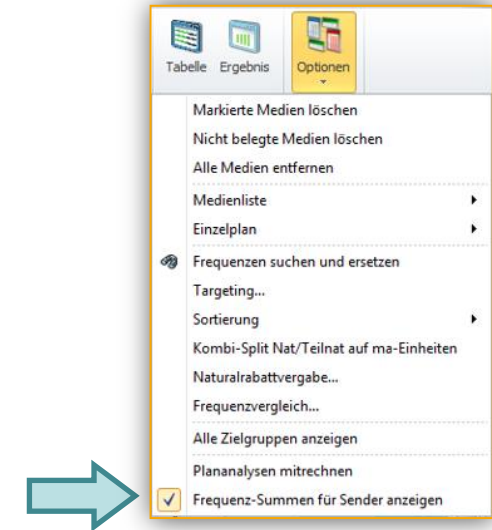 Tabelle Ergebnis Optionen
Markierte Medien löschen
Nicht belegte Medien löschen
Alle Medien entfernen
Medienliste
Einzelplan
Frequenzen suchen und ersetzen
Targeting...
Sortierung
Kombi-Split Nat/Teilnat auf ma-Einheiten
Naturalrabattvergabe...
Frequenzvergleich...
Alle Zielgruppen anzeigen
Plananalysen mitrechnen
Frequenz-Summen für Sender anzeigen